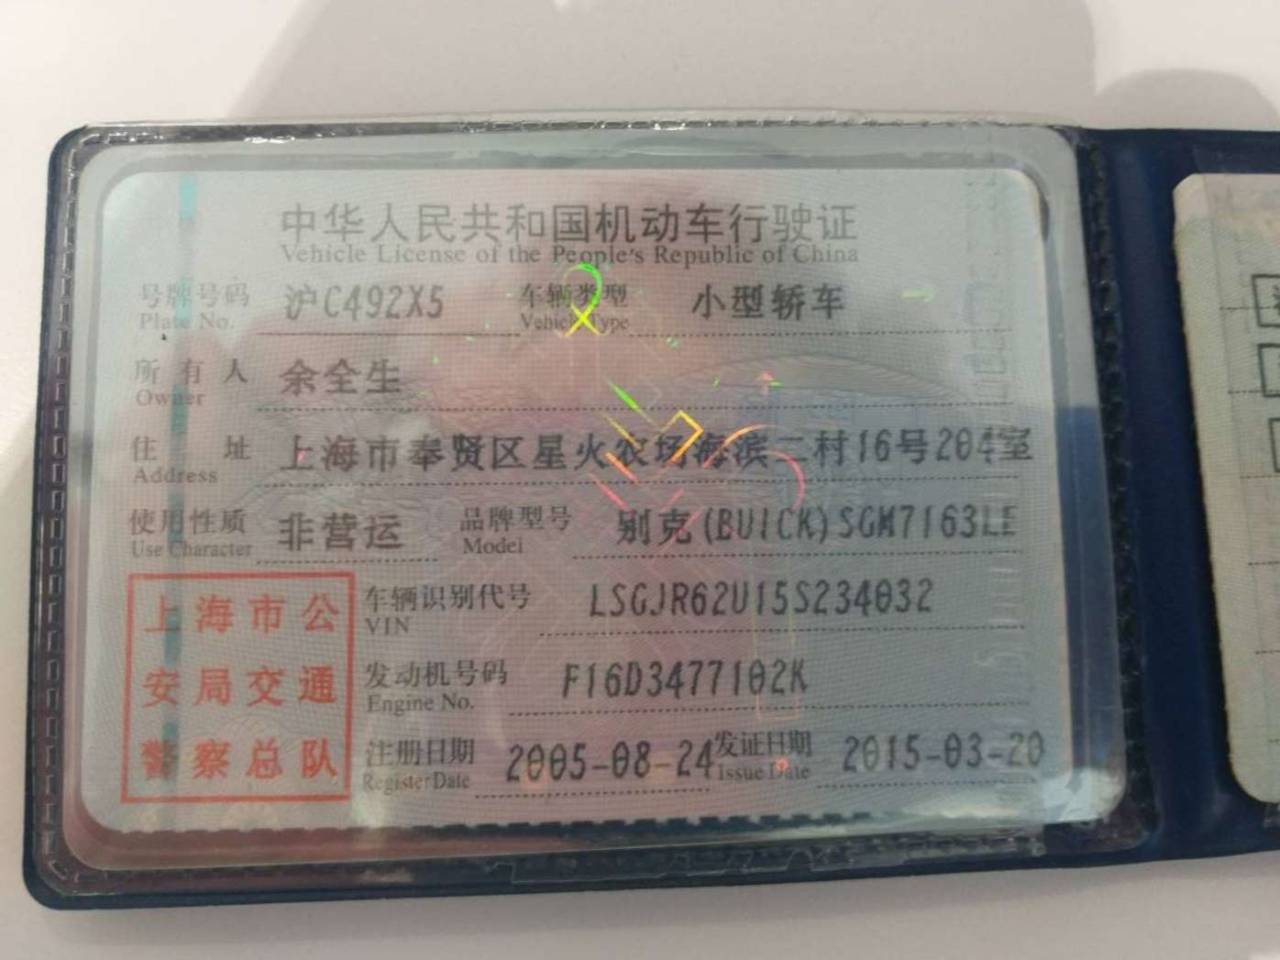 中华人民共和国机动车行驶证
Vehicle License of the People's Republic of China
号牌号码 沪C492X5 车辆类型 小型轿车
Plate No. Vehicle Type
所有人 余全生
Owner
住址 上海市奉贤区星火农场海滨二村16号204室
Address
使用性质 非营运 品牌型号 别克(BUICK)SGM7163LE
Use Character Model
上海市公
安局交通
警察总队
车辆识别代号 LSGJR62U15S234032
VIN
发动机号码 F16D3477102K
Engine No.
注册日期 2005-08-24 发证日期 2015-03-20
Register Date Issue Date